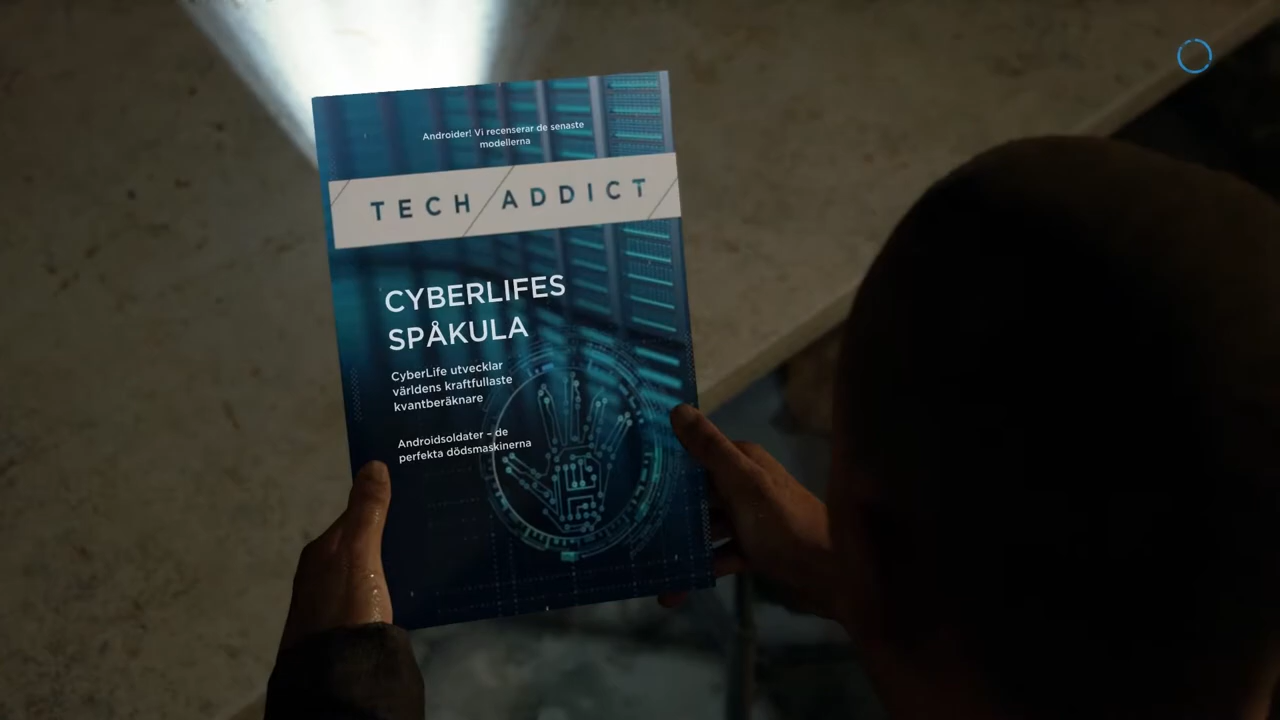 Androider! Vi recenserar de senaste
modellerna
TECH ADDICT
CYBERLIFES
SPÅKULA
CyberLife utvecklar
världens kraftfullaste
kvantberäknare
Androidsoldater – de
perfekta dödsmaskinerna